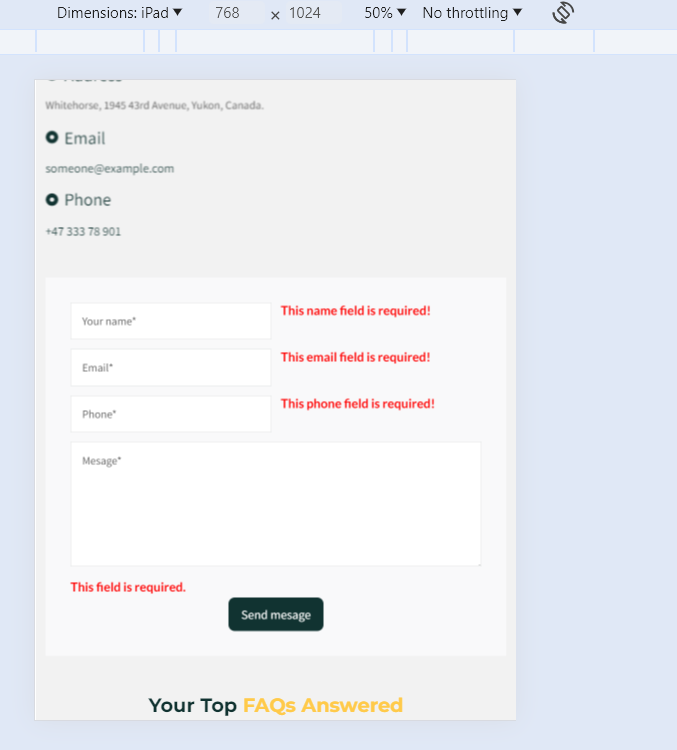 Dimensions: iPad ▼ 768 × 1024 50% ▼ No throttling ▼
Address
Whitehorse, 1945 43rd Avenue, Yukon, Canada.
Email
someone@example.com
Phone
+47 333 78 901
Your name*
This name field is required!
Email*
This email field is required!
Phone*
This phone field is required!
Mesage*
This field is required.
Send mesage
Your Top FAQs Answered